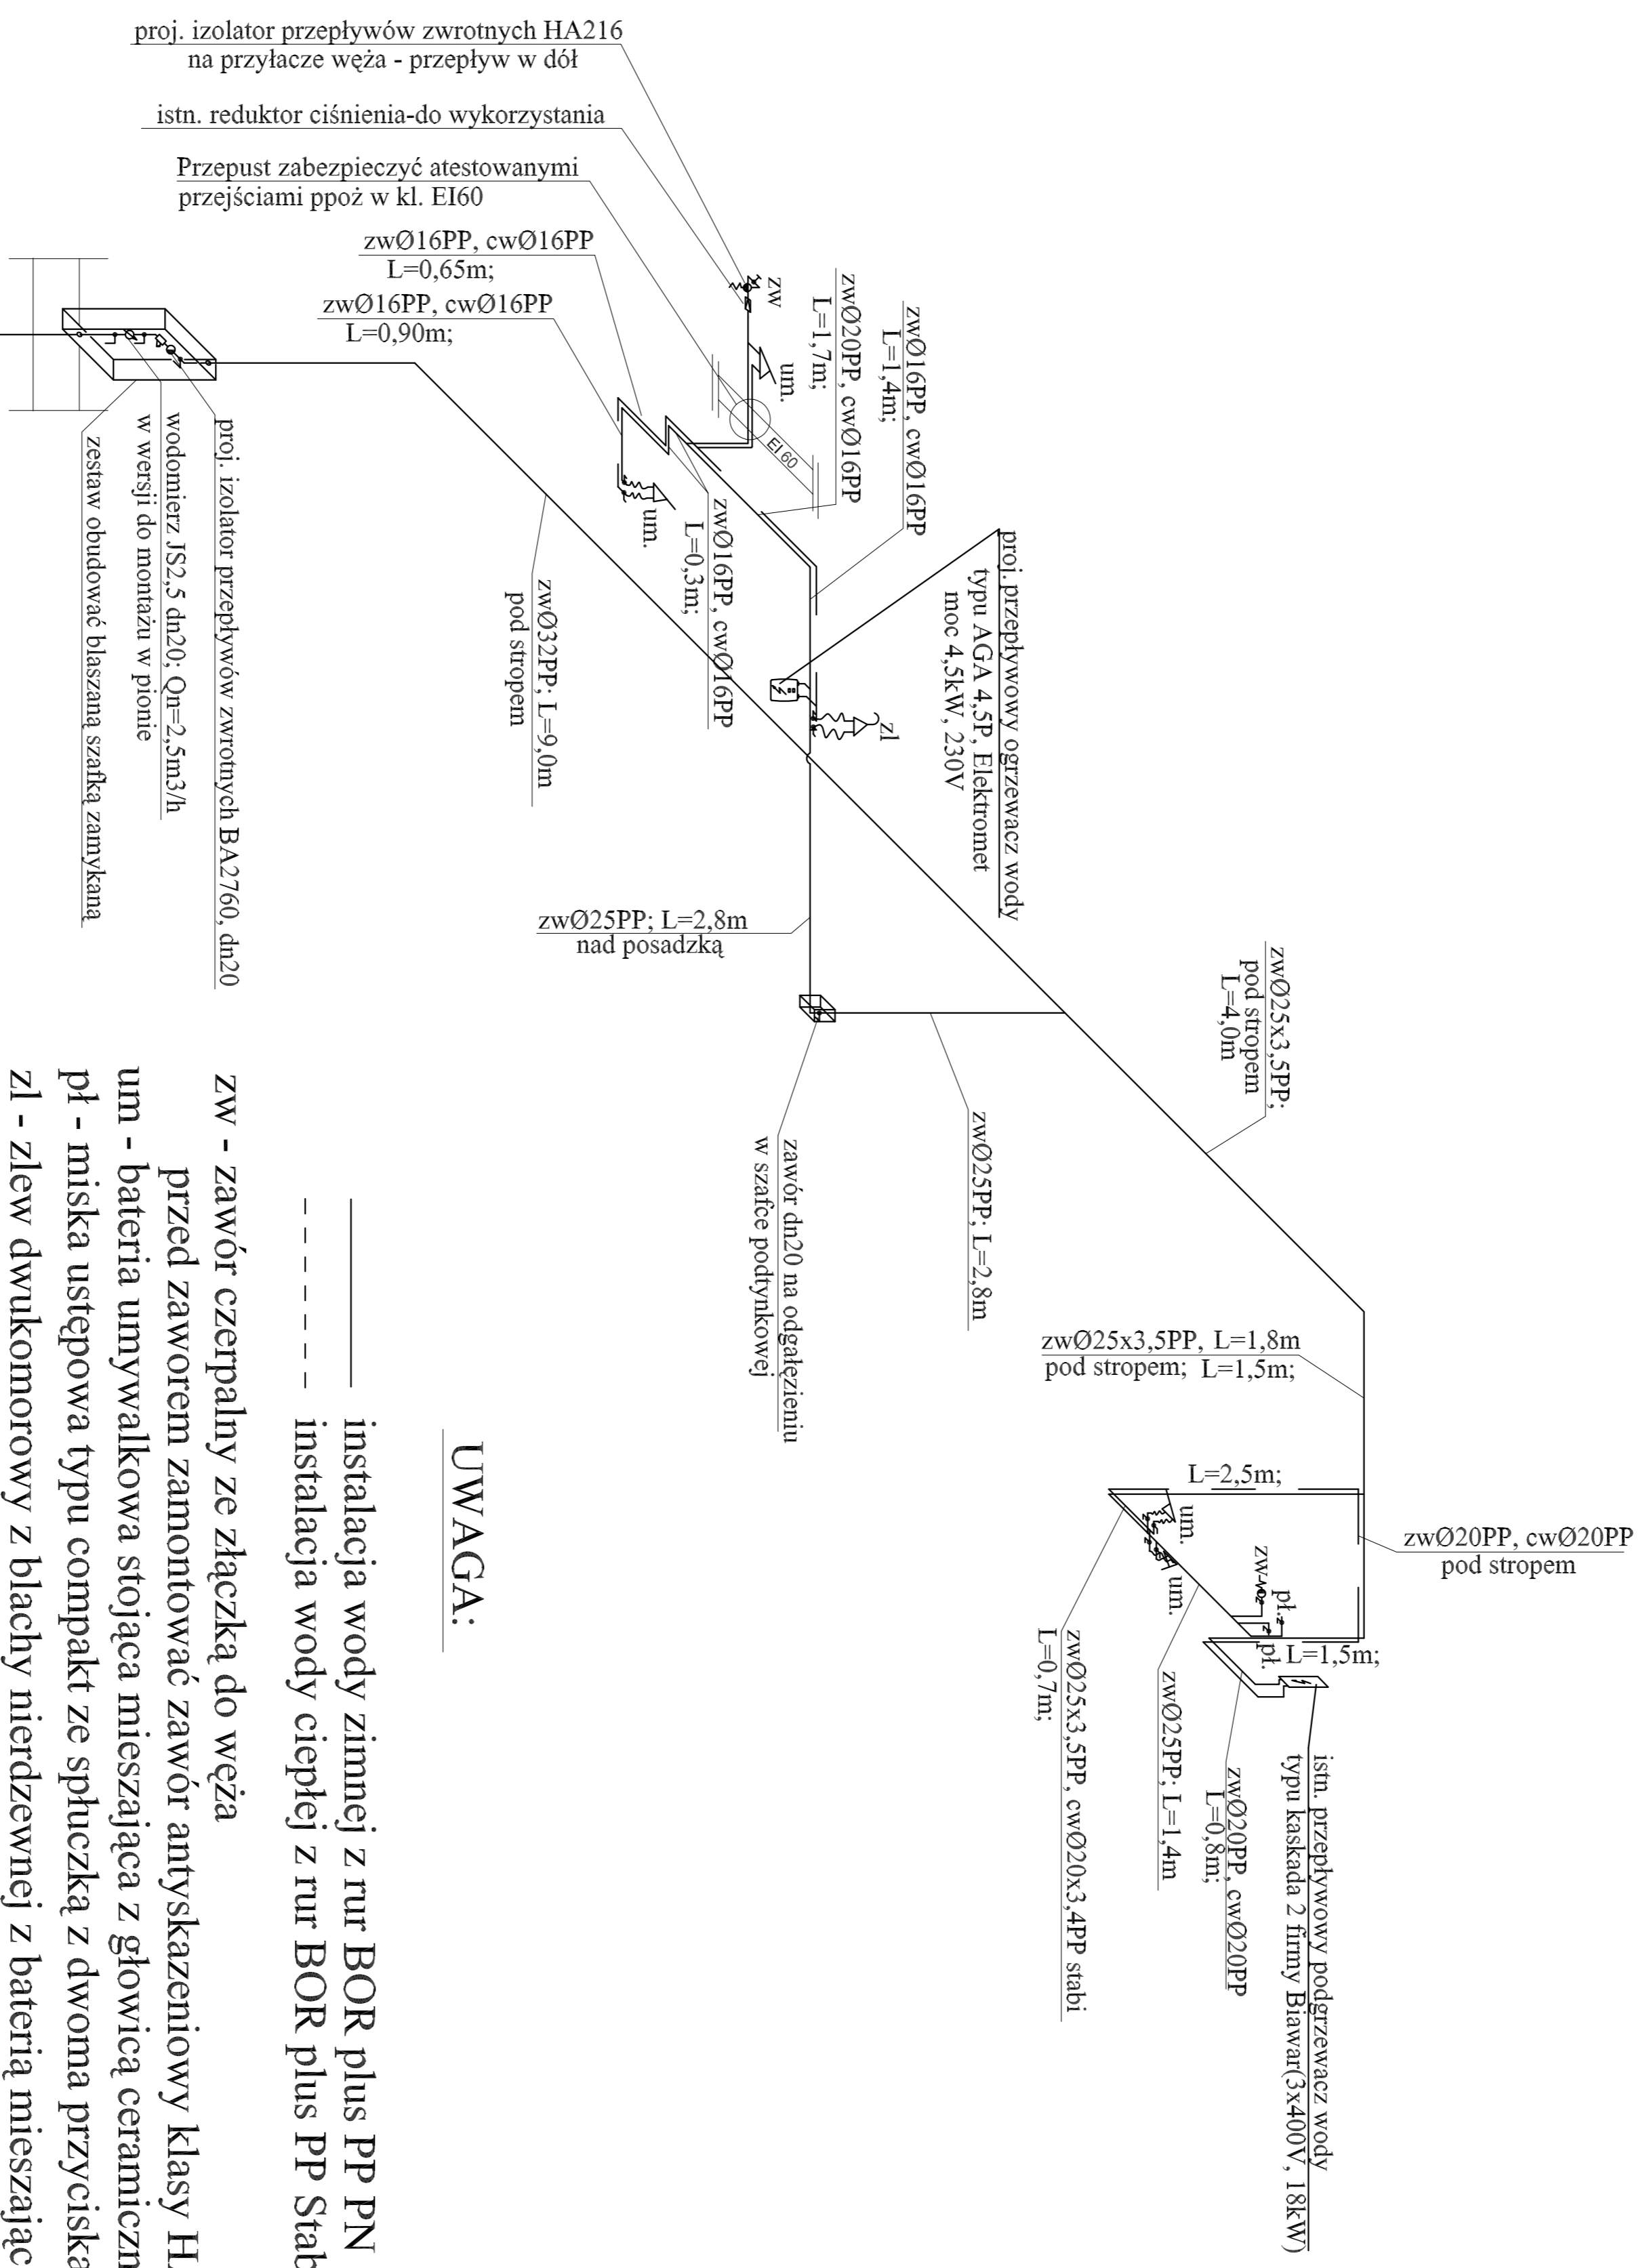 proj. izolator przepływów zwrotnych HA216
na przyłacze węża - przepływ w dół
istn. reduktor ciśnienia-do wykorzystania
Przepust zabezpieczyć atestowanymi
przejściami ppoż w kl. EI60
zwØ16PP, cwØ16PP
L=0,65m;
zwØ16PP, cwØ16PP
L=0,90m;
zw
um.
EI 60
zwØ20PP, cwØ16PP
L=1,7m;
zwØ16PP, cwØ16PP
L=1,4m;
um.
zwØ16PP, cwØ16PP
L=0,3m;
proj. przepływowy ogrzewacz wody
typu AGA 4,5P, Elektromet
moc 4,5kW, 230V
zl
zwØ32PP; L=9,0m
pod stropem
proj. izolator przepływów zwrotnych BA2760, dn20
wodomierz JS2,5 dn20; Qn=2,5m3/h
w wersji do montażu w pionie
zestaw obudować blaszaną szafką zamykaną
zwØ25PP; L=2,8m
nad posadzką
zwØ25x3,5PP;
pod stropem
L=4,0m
zwØ25PP; L=2,8m
zawór dn20 na odgałęzieniu
w szafce podtynkowej
zwØ25x3,5PP, L=1,8m
pod stropem; L=1,5m;
L=2,5m;
zwØ20PP, cwØ20PP
pod stropem
um.
um.
zw
pł.
pł.
L=1,5m;
istn. przepływowy podgrzewacz wody
typu kaskada 2 firmy Biawar(3x400V, 18kW)
zwØ20PP, cwØ20PP
L=0,8m;
zwØ25PP; L=1,4m
zwØ25x3,5PP, cwØ20x3,4PP stabi
L=0,7m;
UWAGA:
instalacja wody zimnej z rur BOR plus PP PN
instalacja wody ciepłej z rur BOR plus PP Stab
zw - zawór czerpalny ze złączką do węża
przed zaworem zamontować zawór antyskazeniowy klasy H
um - bateria umywalkowa stojąca mieszająca z głowicą ceramiczn
pł - miska ustępowa typu compakt ze spłuczką z dwoma przyciska
zl - zlew dwukomorowy z blachy nierdzewnej z baterią mieszając